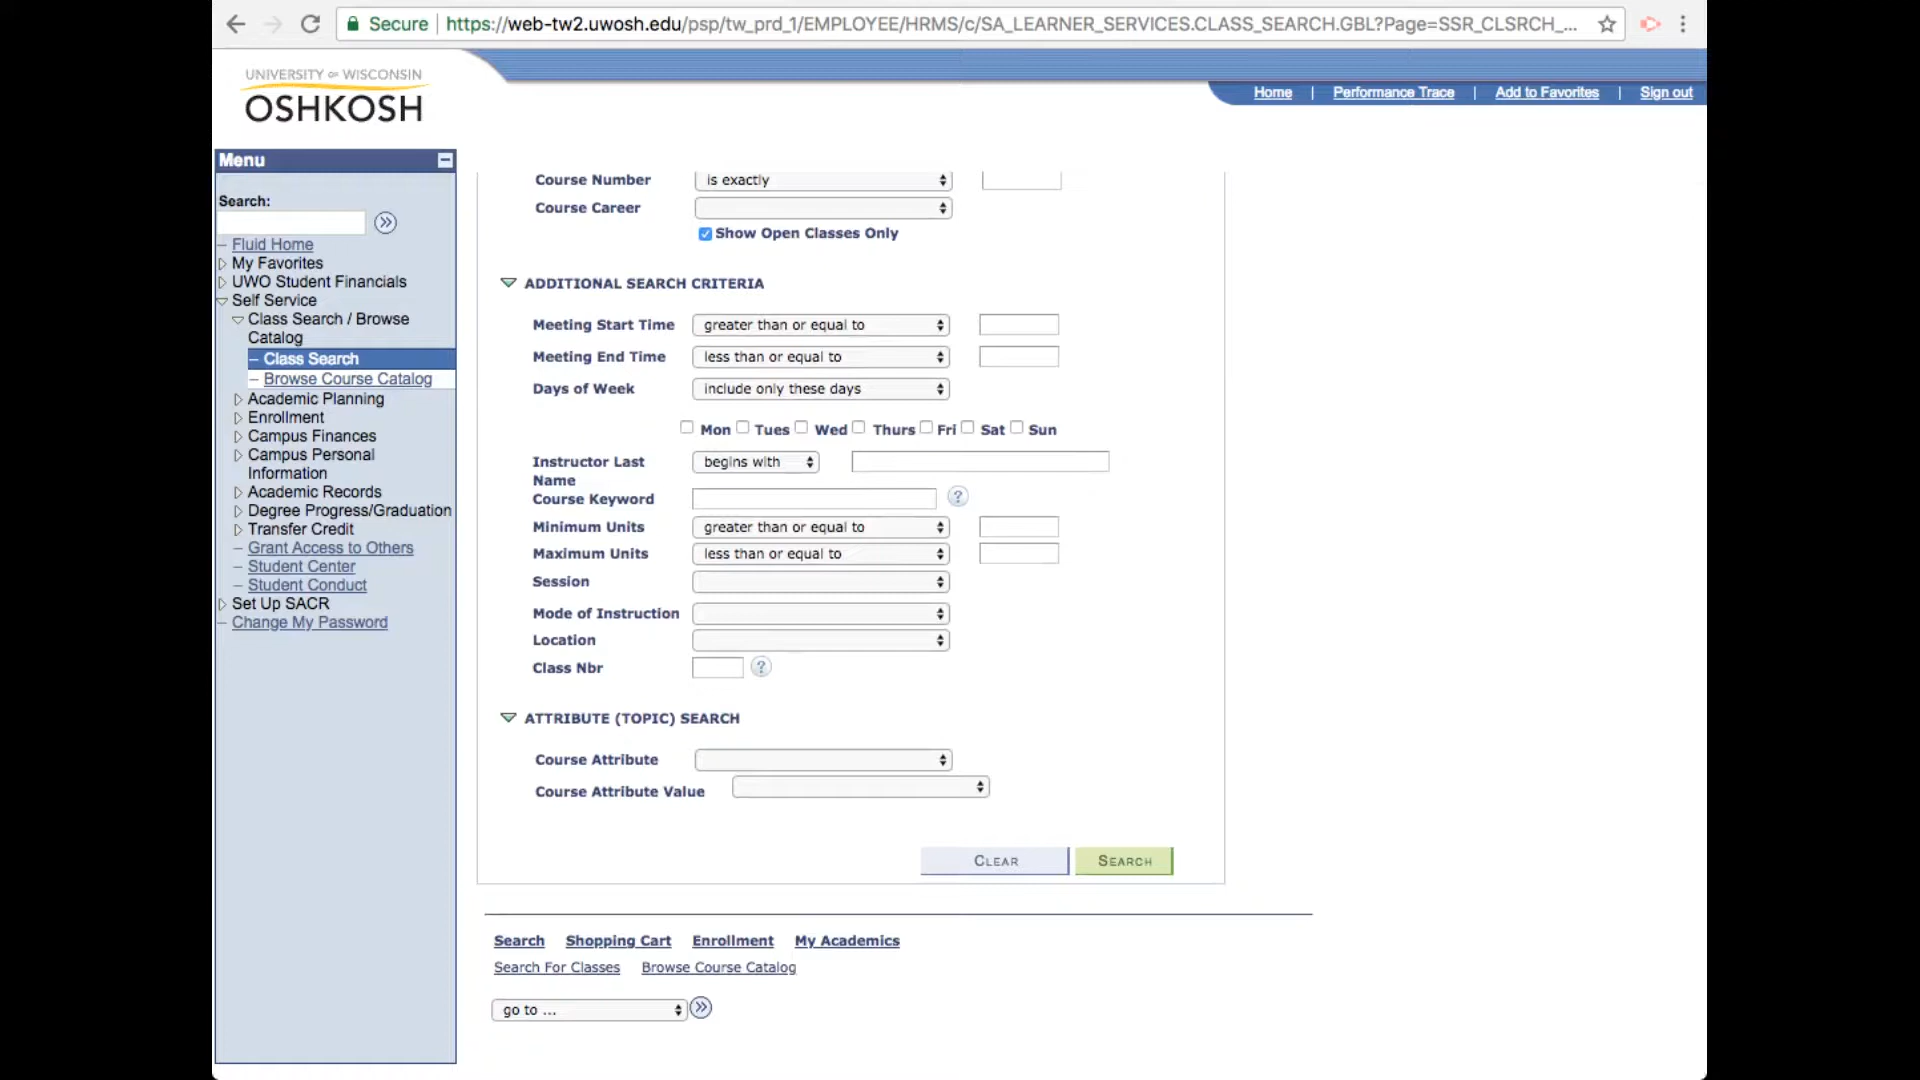 Secure https://web-tw2.uwosh.edu/psp/tw_prd_1/EMPLOYEE/HRMS/c/SA_LEARNER_SERVICES.CLASS_SEARCH.GBL?Page=SSR_CLSRCH_...
UNIVERSITY OF WISCONSIN
OSHKOSH
Home | Performance Trace | Add to Favorites | Sign out
Menu
Search:
Fluid Home
My Favorites
UWO Student Financials
Self Service
Class Search / Browse
Catalog
Class Search
Browse Course Catalog
Academic Planning
Enrollment
Campus Finances
Campus Personal
Information
Academic Records
Degree Progress/Graduation
Transfer Credit
Grant Access to Others
Student Center
Student Conduct
Set Up SACR
Change My Password
Course Number is exactly
Course Career
Show Open Classes Only
ADDITIONAL SEARCH CRITERIA
Meeting Start Time greater than or equal to
Meeting End Time less than or equal to
Days of Week include only these days
Mon Tues Wed Thurs Fri Sat Sun
Instructor Last begins with
Name
Course Keyword ?
Minimum Units greater than or equal to
Maximum Units less than or equal to
Session
Mode of Instruction
Location
Class Nbr ?
ATTRIBUTE (TOPIC) SEARCH
Course Attribute
Course Attribute Value
CLEAR SEARCH
Search Shopping Cart Enrollment My Academics
Search For Classes Browse Course Catalog
go to ...